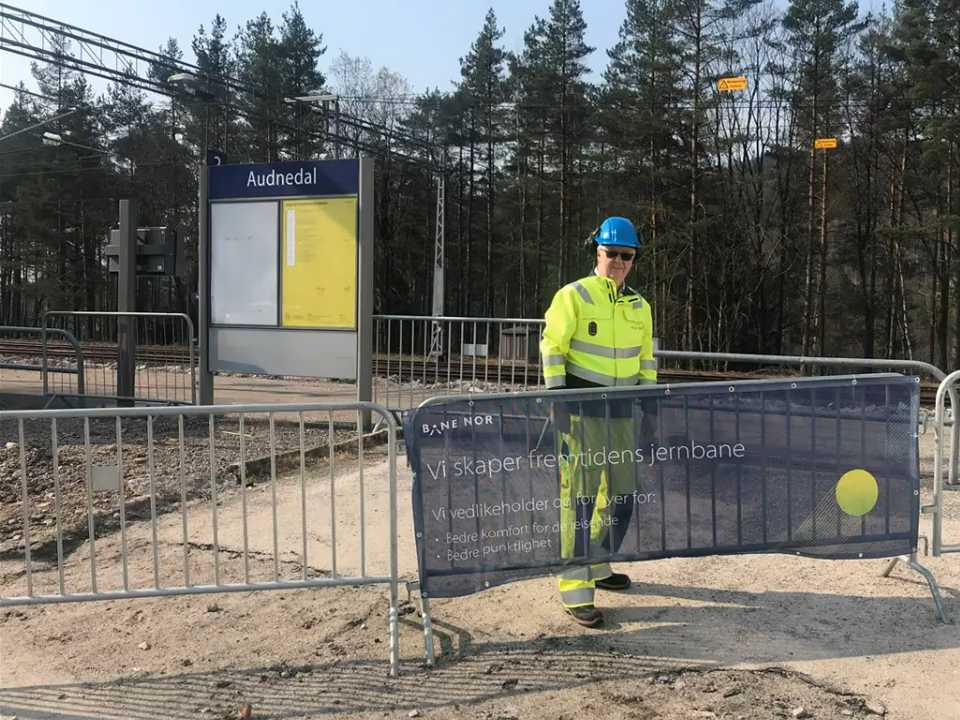 2
Audnedal
BANE NOR
Vi skaper fremtidens jernbane
Vi vedlikeholder og fornyer for:
• Bedre komfort for de reisende
• Bedre punktlighet